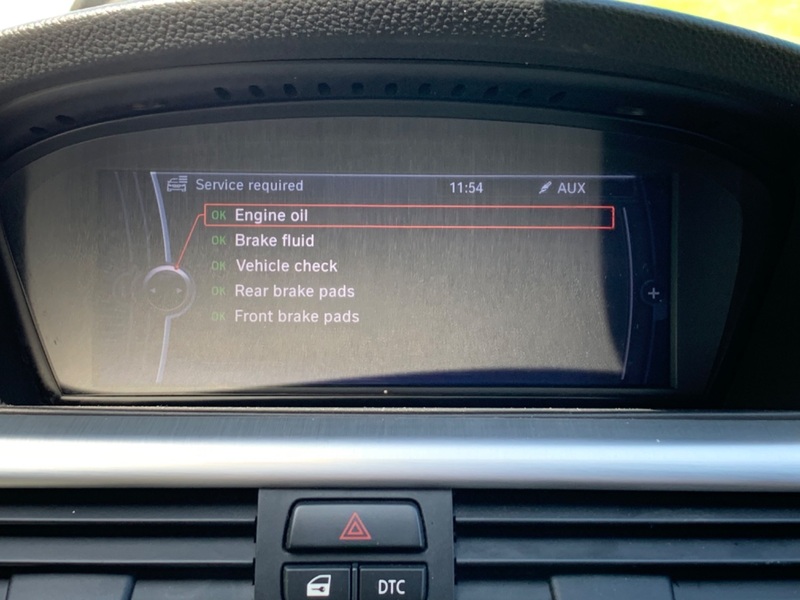 Service required 11:54 AUX
OK Engine oil
OK Brake fluid
OK Vehicle check
OK Rear brake pads
OK Front brake pads
DTC